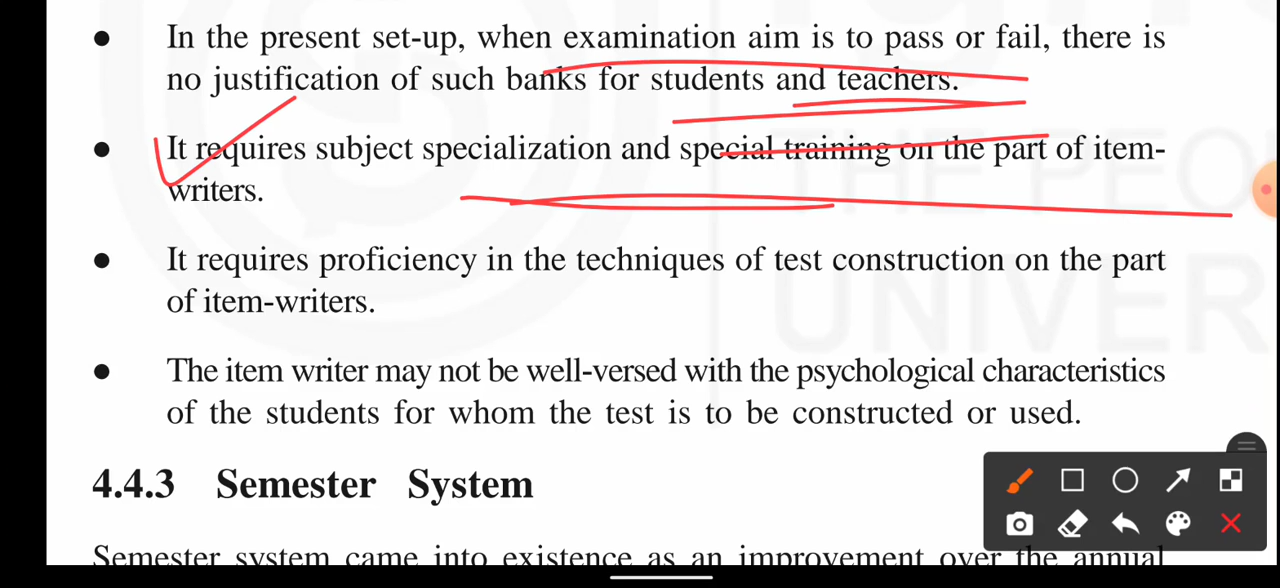 In the present set-up, when examination aim is to pass or fail, there is
no justification of such banks for students and teachers.
It requires subject specialization and special training on the part of item-
writers.
It requires proficiency in the techniques of test construction on the part
of item-writers.
The item writer may not be well-versed with the psychological characteristics
of the students for whom the test is to be constructed or used.
4.4.3 Semester System
Semester system came into existence as an improvement over the annual
THE PEO
UNIVER